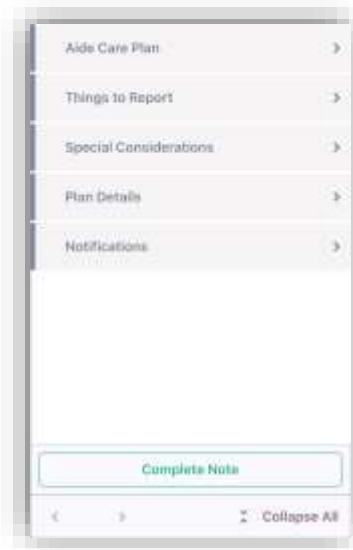 Aide Care Plan
Things to Report
Special Considerations
Plan Details
Notifications
Complete Note
Collapse All